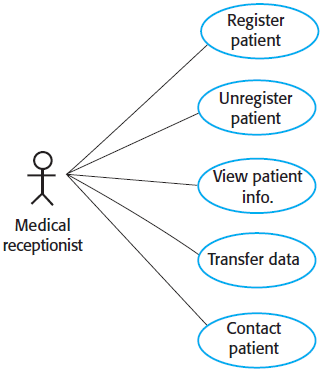 Register
patient
Unregister
patient
View patient
info.
Medical
receptionist
Transfer data
Contact
patient